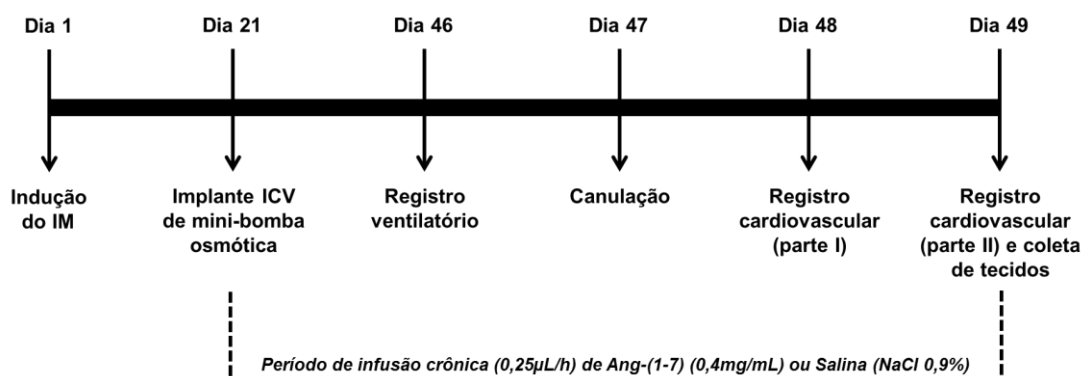 Dia 1
Dia 21
Dia 46
Dia 47
Dia 48
Dia 49
Indução
do IM
Implante ICV
de mini-bomba
osmótica
Registro
ventilatório
Canulação
Registro
cardiovascular
(parte I)
Registro
cardiovascular
(parte II) e coleta
de tecidos
Período de infusão crônica (0,25µL/h) de Ang-(1-7) (0,4mg/mL) ou Salina (NaCl 0,9%)